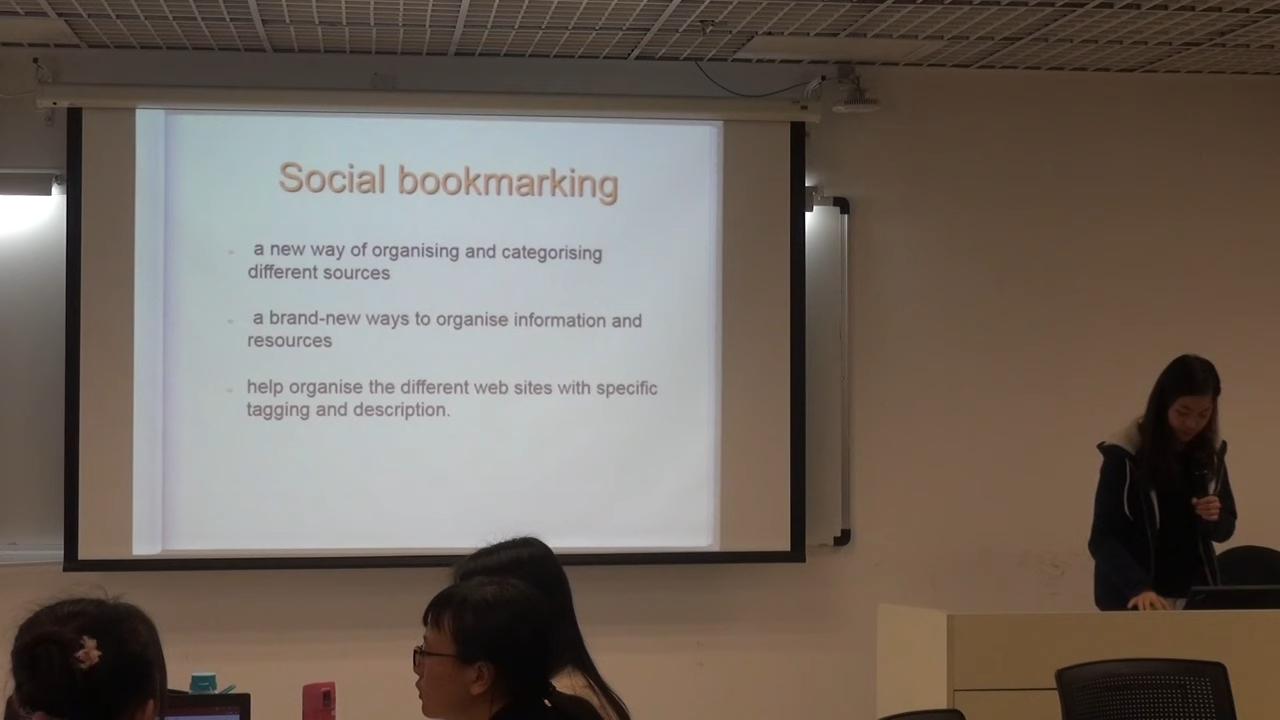 Social bookmarking
- a new way of organising and categorising
different sources
- a brand-new ways to organise information and
resources
- help organise the different web sites with specific
tagging and description.